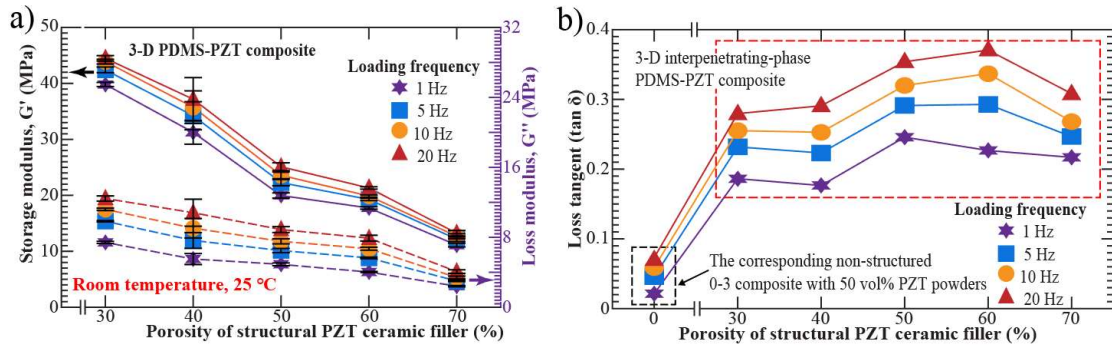 a)
50
40
30
20
10
0
Storage modulus, G' (MPa)
3-D PDMS-PZT composite
Loading frequency
1 Hz
5 Hz
10 Hz
20 Hz
Room temperature, 25 ℃
32
28
24
20
16
12
8
4
0
Loss modulus, G'' (MPa)
30 40 50 60 70
Porosity of structural PZT ceramic filler (%)
b)
0.4
0.3
0.2
0.1
0
Loss tangent (tan δ)
3-D interpenetrating-phase
PDMS-PZT composite
Loading frequency
1 Hz
5 Hz
10 Hz
20 Hz
The corresponding non-structured
0-3 composite with 50 vol% PZT powders
0 30 40 50 60 70
Porosity of structural PZT ceramic filler (%)